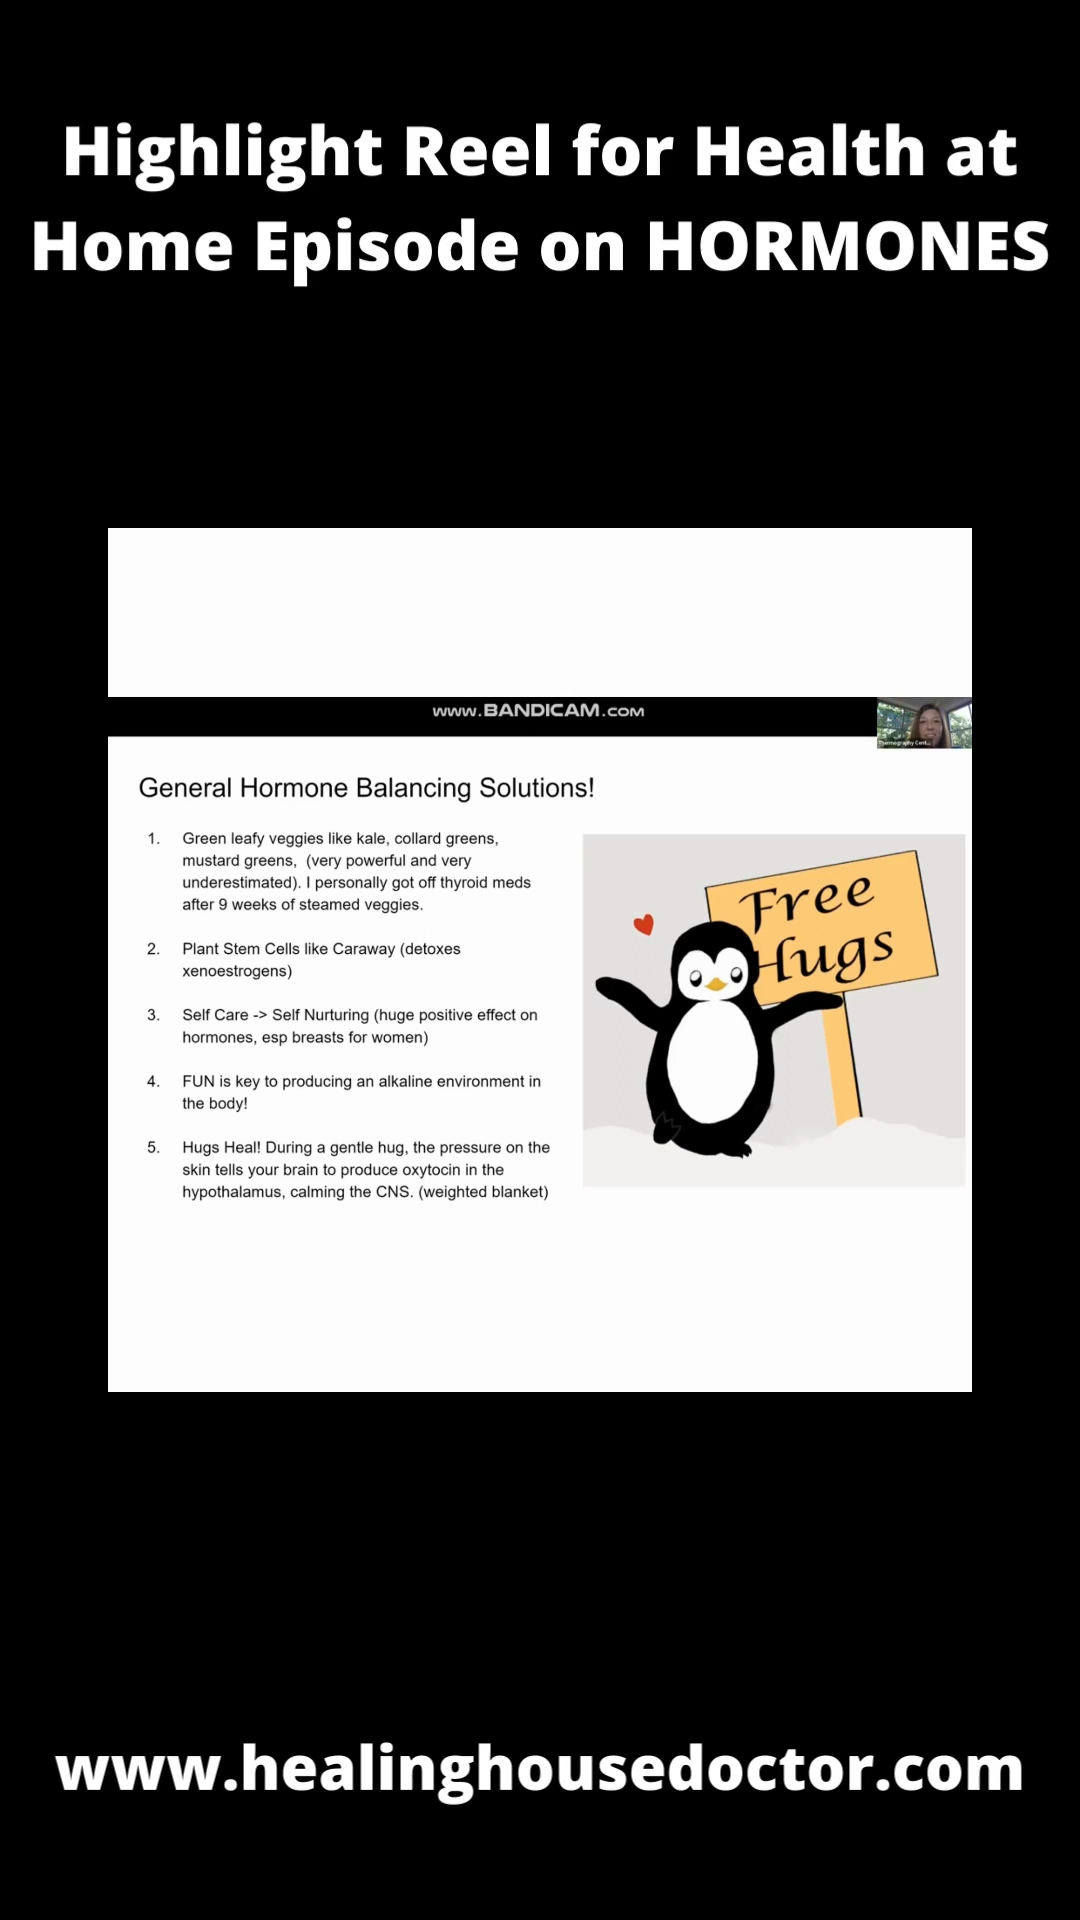 Highlight Reel for Health at
Home Episode on HORMONES
www.BANDICAM.COM
Thermography Cent...
General Hormone Balancing Solutions!
1. Green leafy veggies like kale, collard greens,
mustard greens, (very powerful and very
underestimated). I personally got off thyroid meds
after 9 weeks of steamed veggies.
2. Plant Stem Cells like Caraway (detoxes
xenoestrogens)
3. Self Care -> Self Nurturing (huge positive effect on
hormones, esp breasts for women)
4. FUN is key to producing an alkaline environment in
the body!
5. Hugs Heal! During a gentle hug, the pressure on the
skin tells your brain to produce oxytocin in the
hypothalamus, calming the CNS. (weighted blanket)
Free
Hugs
www.healinghousedoctor.com